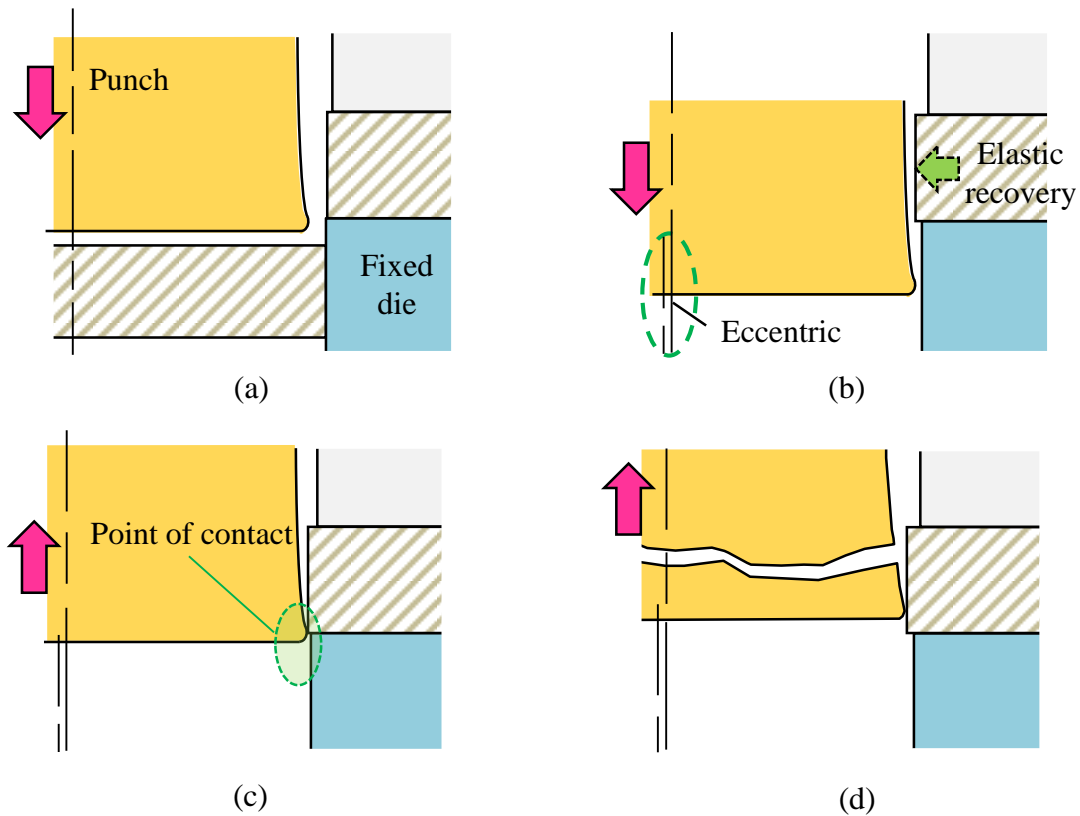 Punch
Fixed
die
(a)
Elastic
recovery
Eccentric
(b)
Point of contact
(c)
(d)